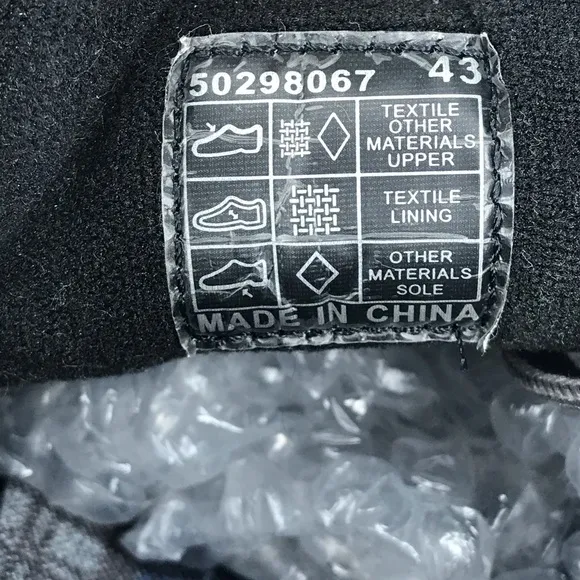 50298067 43
TEXTILE
OTHER
MATERIALS
UPPER
TEXTILE
LINING
OTHER
MATERIALS
SOLE
MADE IN CHINA